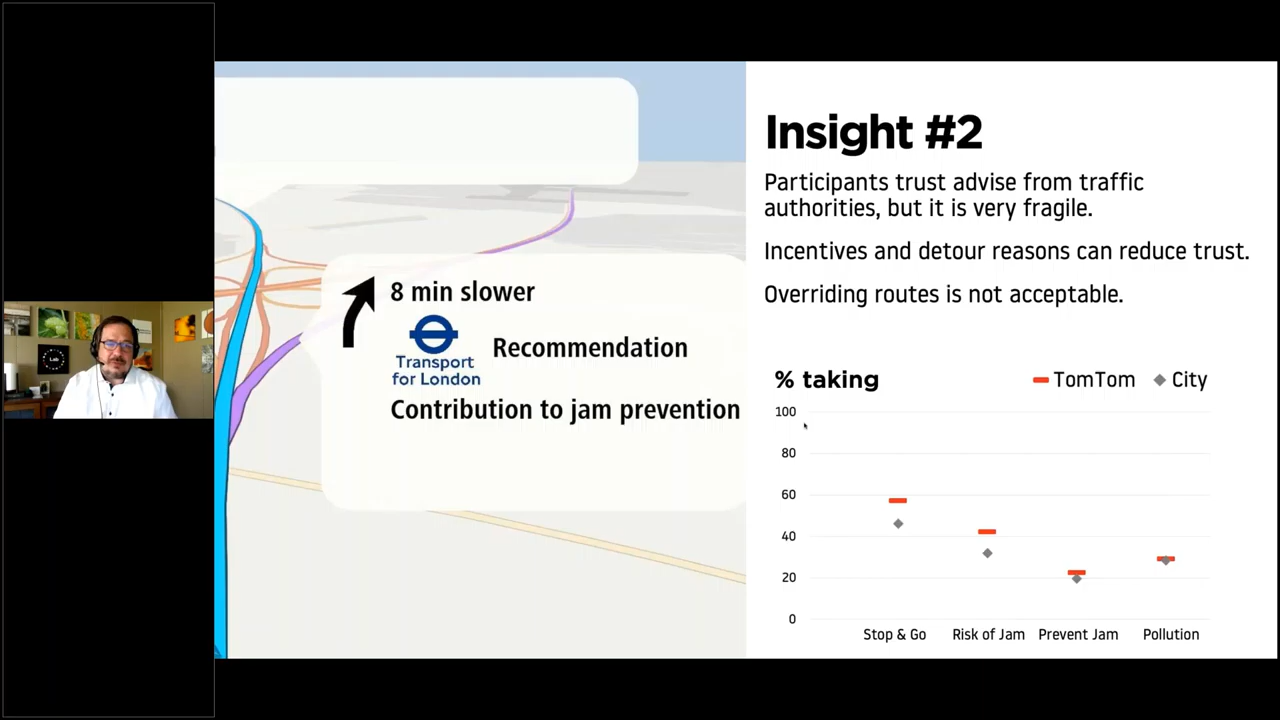 8 min slower
Transport
for London
Recommendation
Contribution to jam prevention
Insight #2
Participants trust advise from traffic
authorities, but it is very fragile.
Incentives and detour reasons can reduce trust.
Overriding routes is not acceptable.
% taking
TomTom
City
100
80
60
40
20
0
Stop & Go
Risk of Jam
Prevent Jam
Pollution
Lab